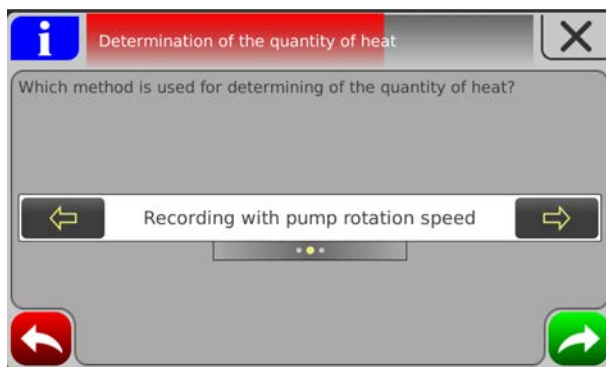 i
Determination of the quantity of heat
Which method is used for determining of the quantity of heat?
Recording with pump rotation speed